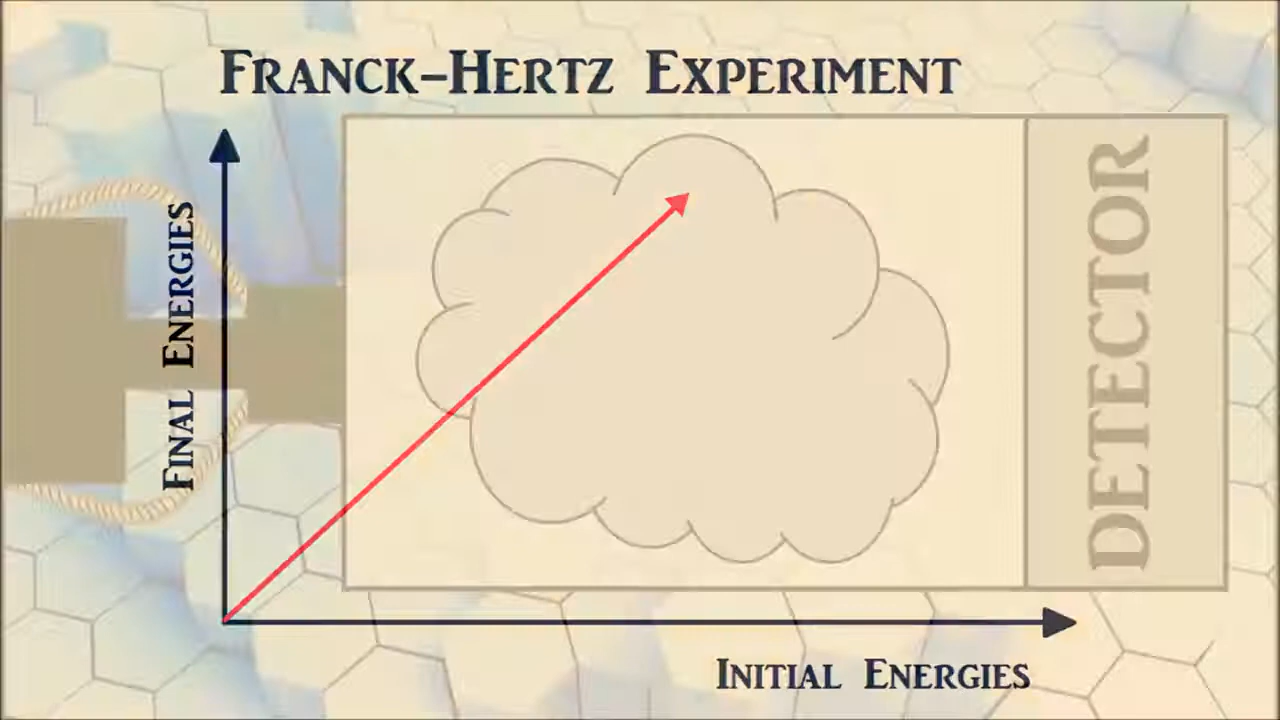 Franck-Hertz Experiment
Final Energies
DETECTOR
Initial Energies